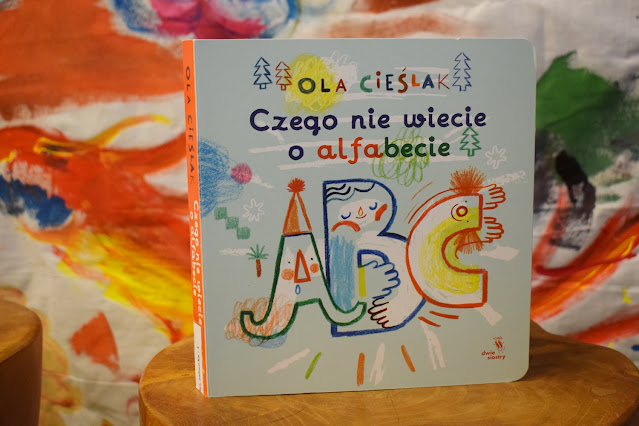 OLA CIEŚLAK
Czego nie wiecie
o alfabecie
ABC
dwie
siostry
OLA CIEŚLAK
Czego nie wiecie
o alfabecie